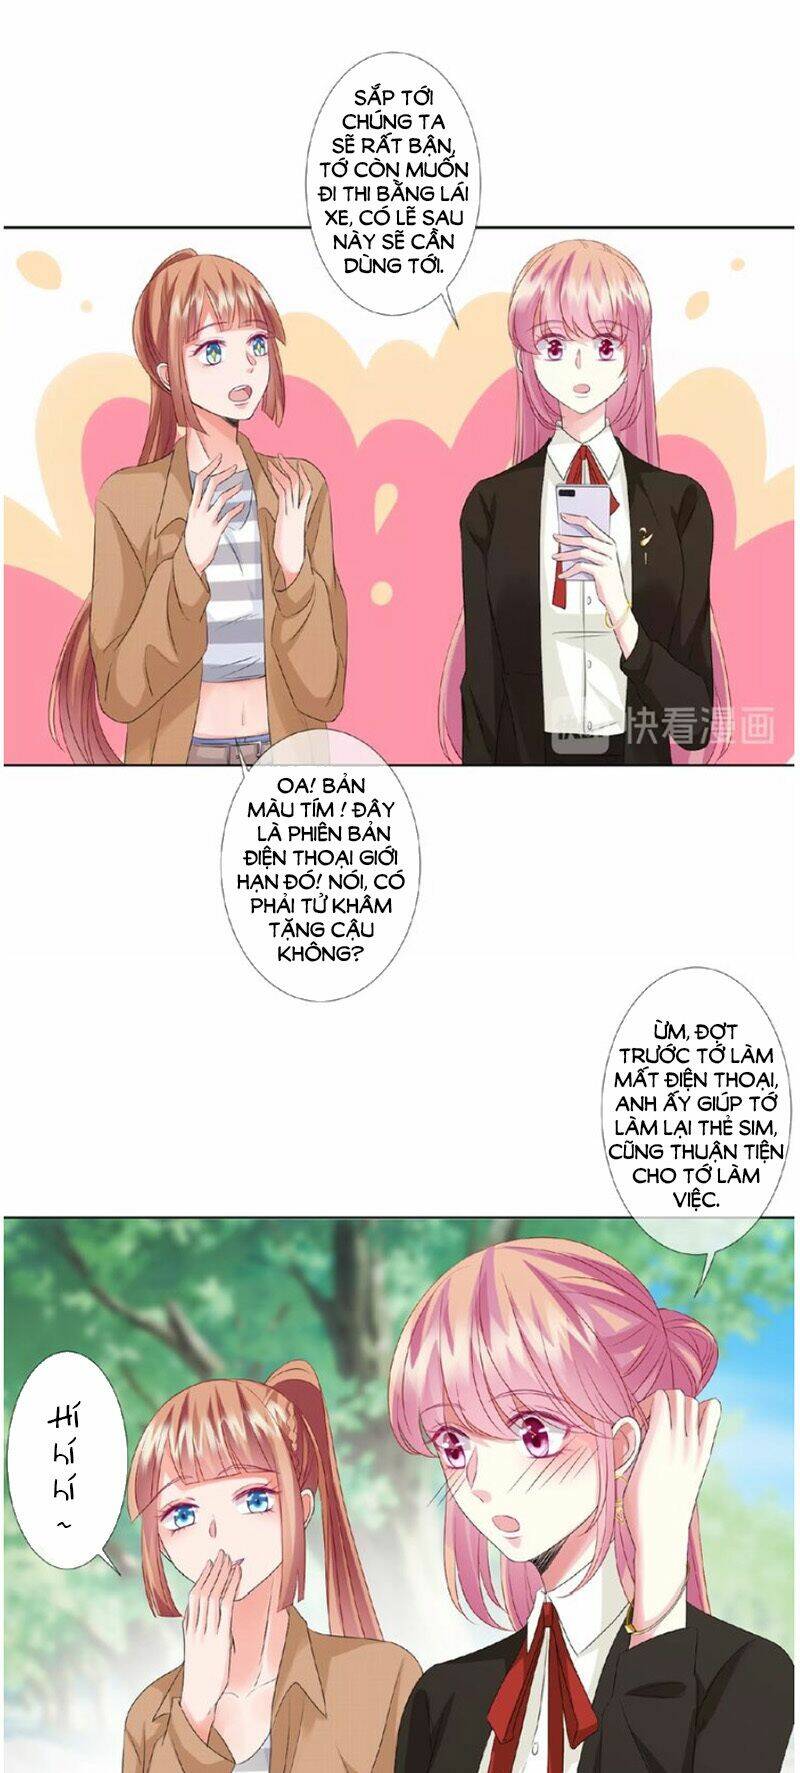 SẮP TỚI
CHÚNG TA
SẼ RẤT BẬN,
TỚ CÒN MUỐN
ĐI THI BẰNG LÁI
XE, CÓ LẼ SAU
NÀY SẼ CẦN
DÙNG TỚI.
快看漫画
OA! BẢN
MÀU TÍM! ĐÂY
LÀ PHIÊN BẢN
ĐIỆN THOẠI GIỚI
HẠN ĐÓ! NÓI, CÓ
PHẢI TỬ KHÂM
TẶNG CẬU
KHÔNG?
ỪM, ĐỢT
TRƯỚC TỚ LÀM
MẤT ĐIỆN THOẠI,
ANH ẤY GIÚP TỚ
LÀM LẠI THẺ SIM,
CŨNG THUẬN TIỆN
CHO TỚ LÀM
VIỆC.
Hí
hí
hí
~